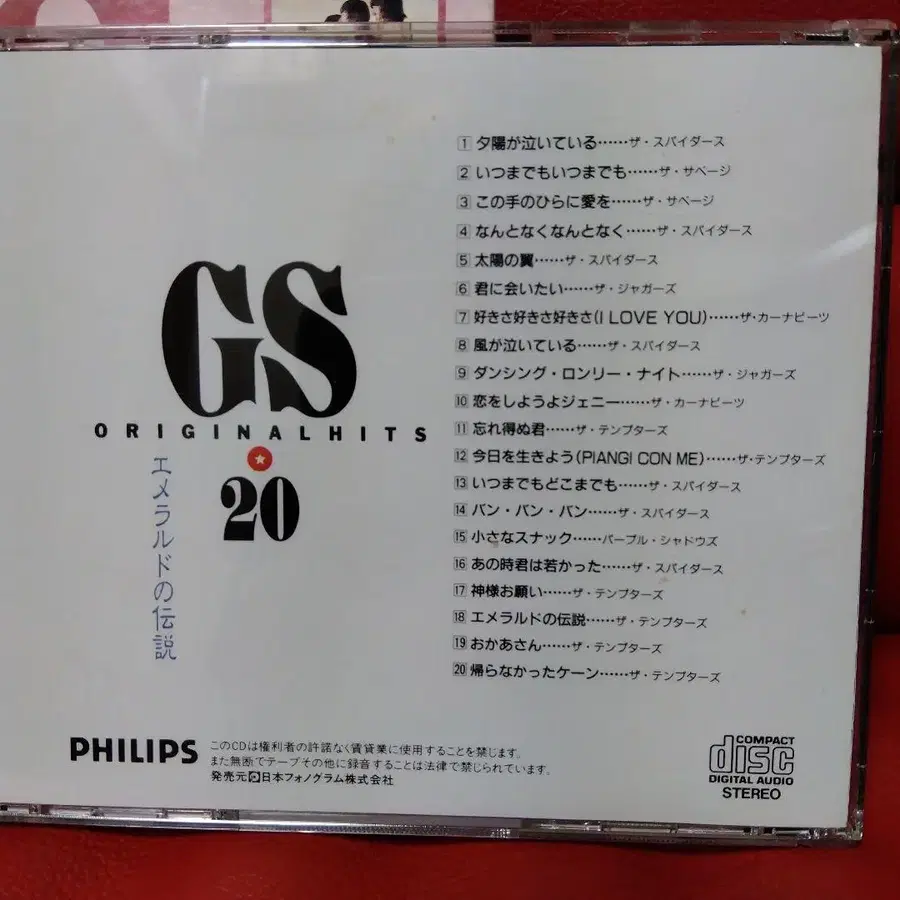 GS
ORIGINAL HITS
20
エメラルドの伝説
1 夕陽が泣いている……ザ・スパイダース
2 いつまでもいつまでも……ザ・サベージ
3 この手のひらに愛を……ザ・サベージ
4 なんとなくなんとなく……ザ・スパイダース
5 太陽の翼……ザ・スパイダース
6 君に会いたい……ザ・ジャガーズ
7 好きさ好きさ好きさ(I LOVE YOU)……ザ・カーナビーツ
8 風が泣いている……ザ・スパイダース
9 ダンシング・ロンリー・ナイト……ザ・ジャガーズ
10 恋をしようよジェニー……ザ・カーナビーツ
11 忘れ得ぬ君……ザ・テンプターズ
12 今日を生きよう(PIANGI CON ME)……ザ・テンプターズ
13 いつまでもどこまでも……ザ・スパイダース
14 バン・バン・バン……ザ・スパイダース
15 小さなスナック……パープル・シャドウズ
16 あの時君は若かった……ザ・スパイダース
17 神様お願い……ザ・テンプターズ
18 エメラルドの伝説……ザ・テンプターズ
19 おかあさん……ザ・テンプターズ
20 帰らなかったケーン……ザ・テンプターズ
PHILIPS
このCDは権利者の許諾なく賃貸業に使用することを禁じます。
また無断でテープその他に録音することは法律で禁じられています。
発売元 日本フォノグラム株式会社
COMPACT
disc
DIGITAL AUDIO
STEREO